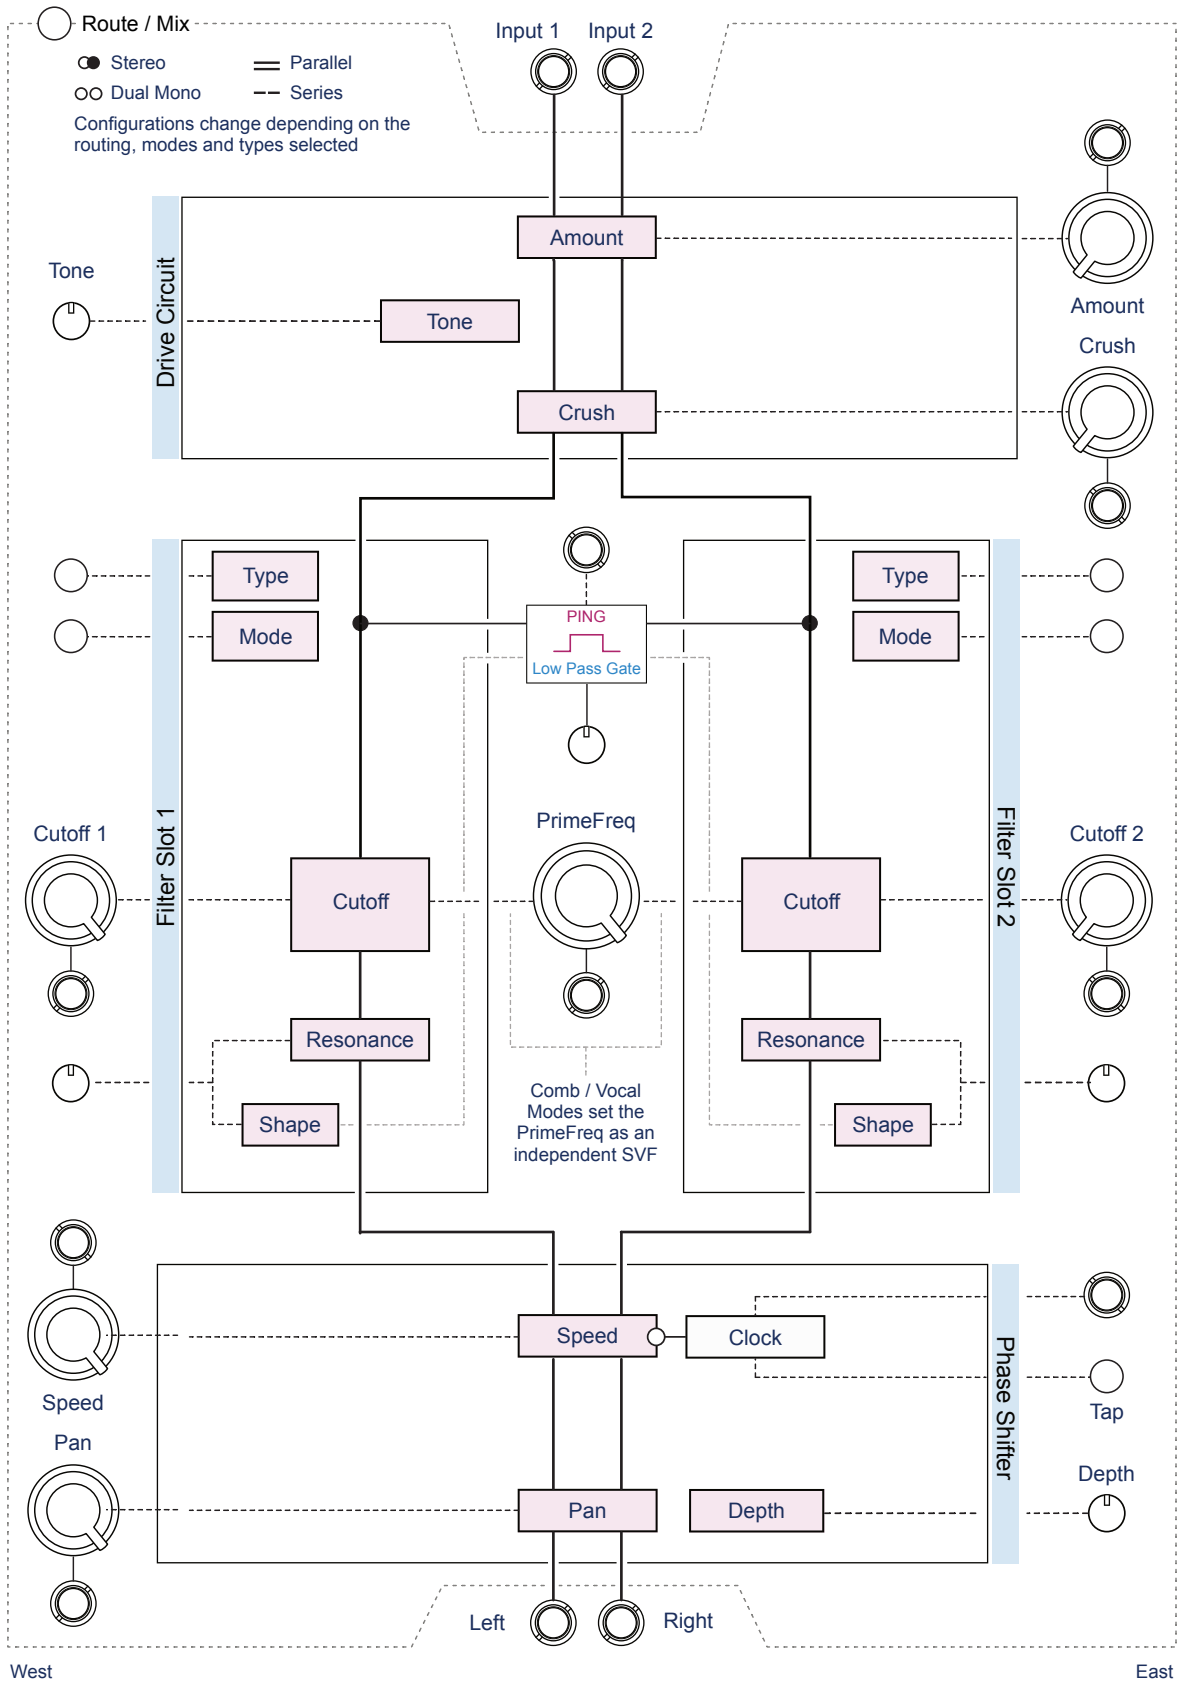 Route / Mix
Input 1
Input 2
Stereo
Parallel
Dual Mono
Series
Configurations change depending on the
routing, modes and types selected
Drive Circuit
Amount
Tone
Tone
Amount
Crush
Crush
Filter Slot 1
Type
Mode
PING
Low Pass Gate
Type
Mode
Filter Slot 2
Cutoff 1
PrimeFreq
Cutoff 2
Cutoff
Cutoff
Resonance
Resonance
Shape
Shape
Comb / Vocal
Modes set the
PrimeFreq as an
independent SVF
Speed
Clock
Phase Shifter
Speed
Tap
Pan
Depth
Pan
Depth
Left
Right
West
East